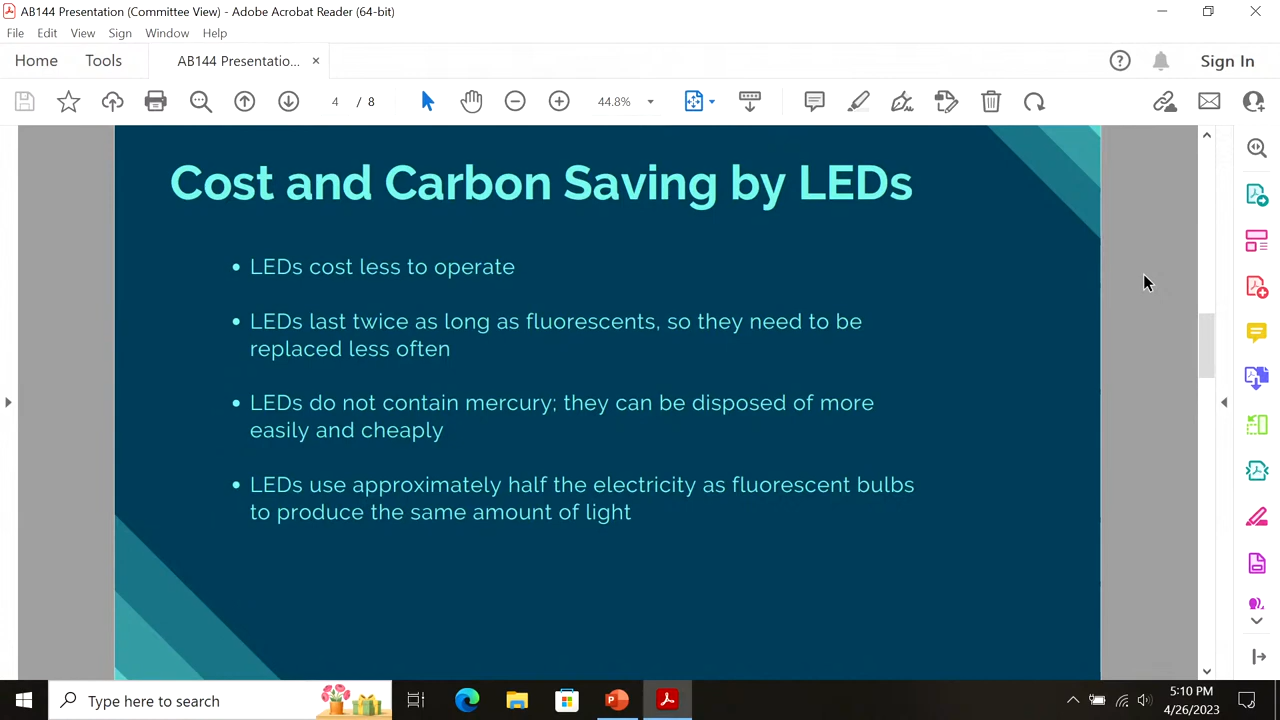 AB144 Presentation (Committee View) - Adobe Acrobat Reader (64-bit)
File Edit View Sign Window Help
Home Tools AB144 Presentatio... × Sign In
4 / 8 44.8%
Cost and Carbon Saving by LEDs
• LEDs cost less to operate
• LEDs last twice as long as fluorescents, so they need to be
replaced less often
• LEDs do not contain mercury; they can be disposed of more
easily and cheaply
• LEDs use approximately half the electricity as fluorescent bulbs
to produce the same amount of light
Type here to search
5:10 PM
4/26/2023